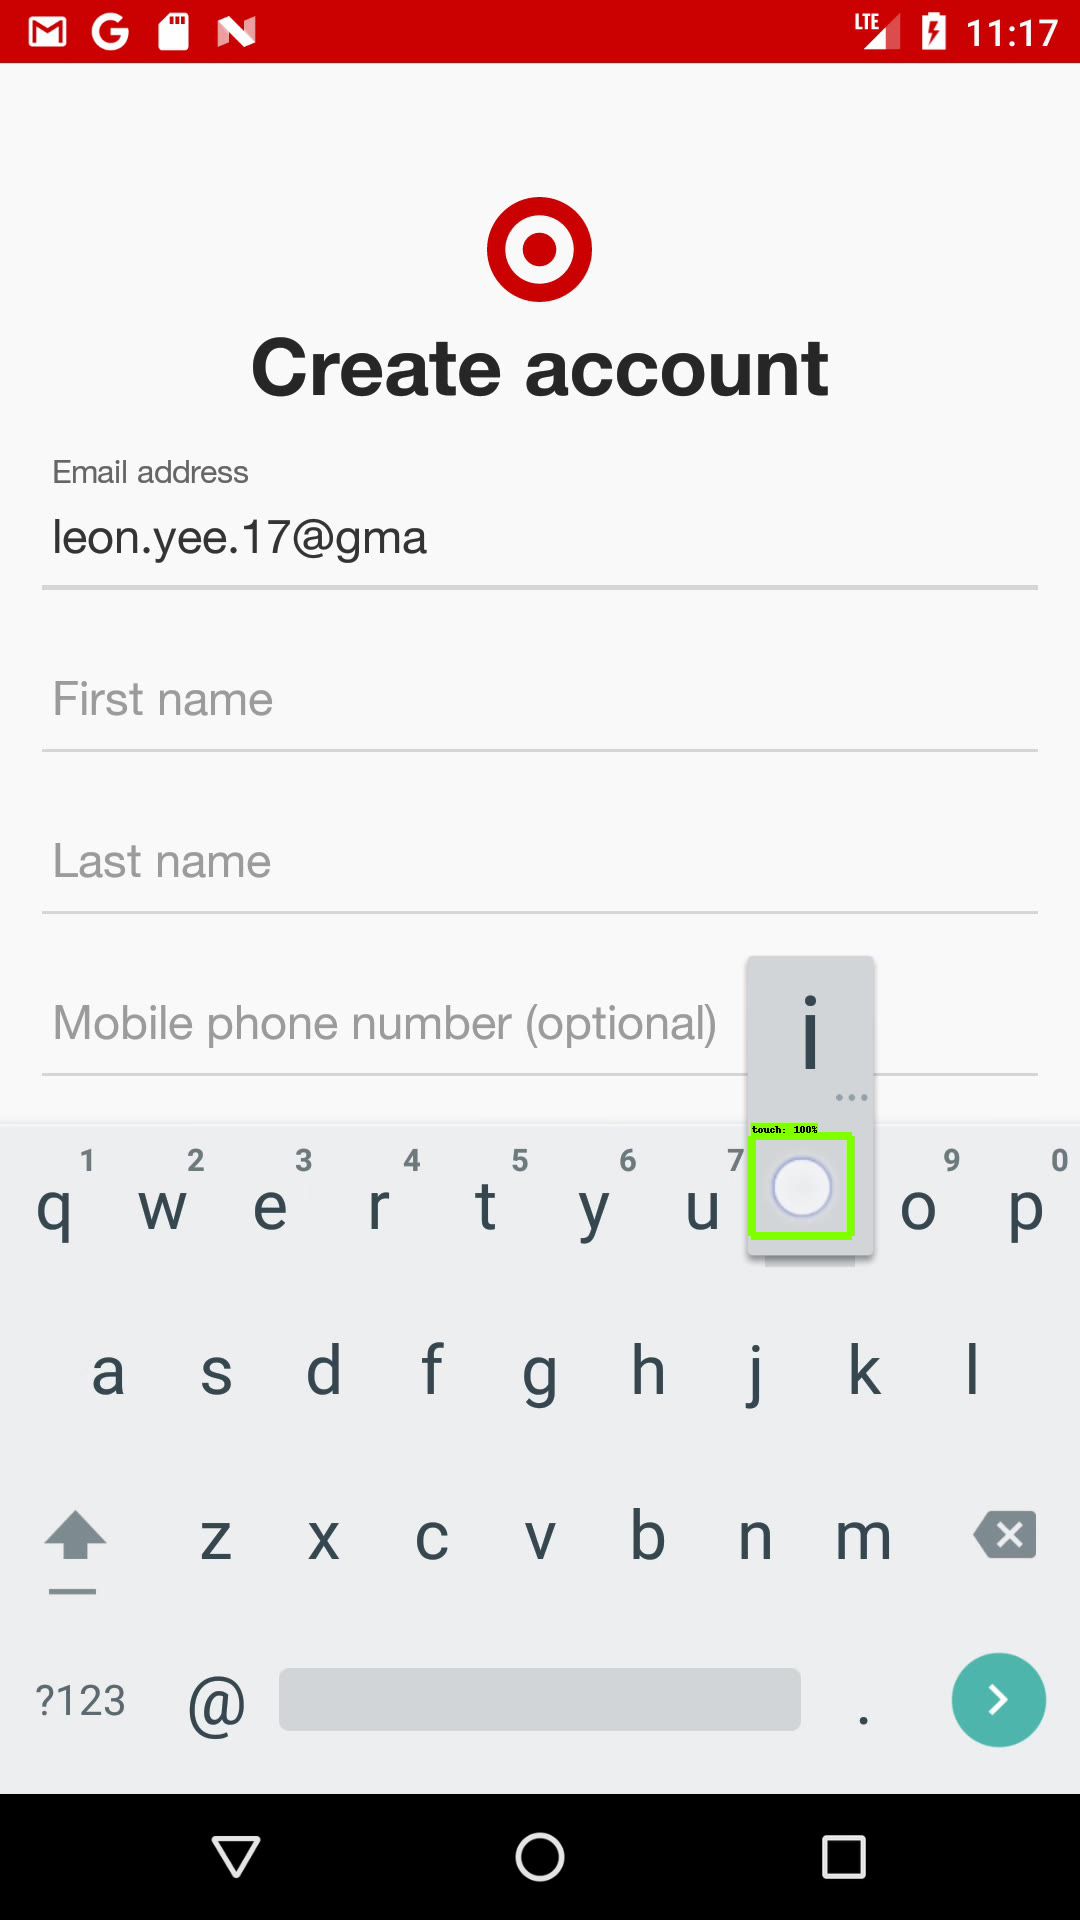 LTE 11:17
Create account
Email address
leon.yee.17@gma
First name
Last name
Mobile phone number (optional)
i
...
touch: 100%
1 2 3 4 5 6 7 9 0
q w e r t y u o p
a s d f g h j k l
z x c v b n m
?123 @ .